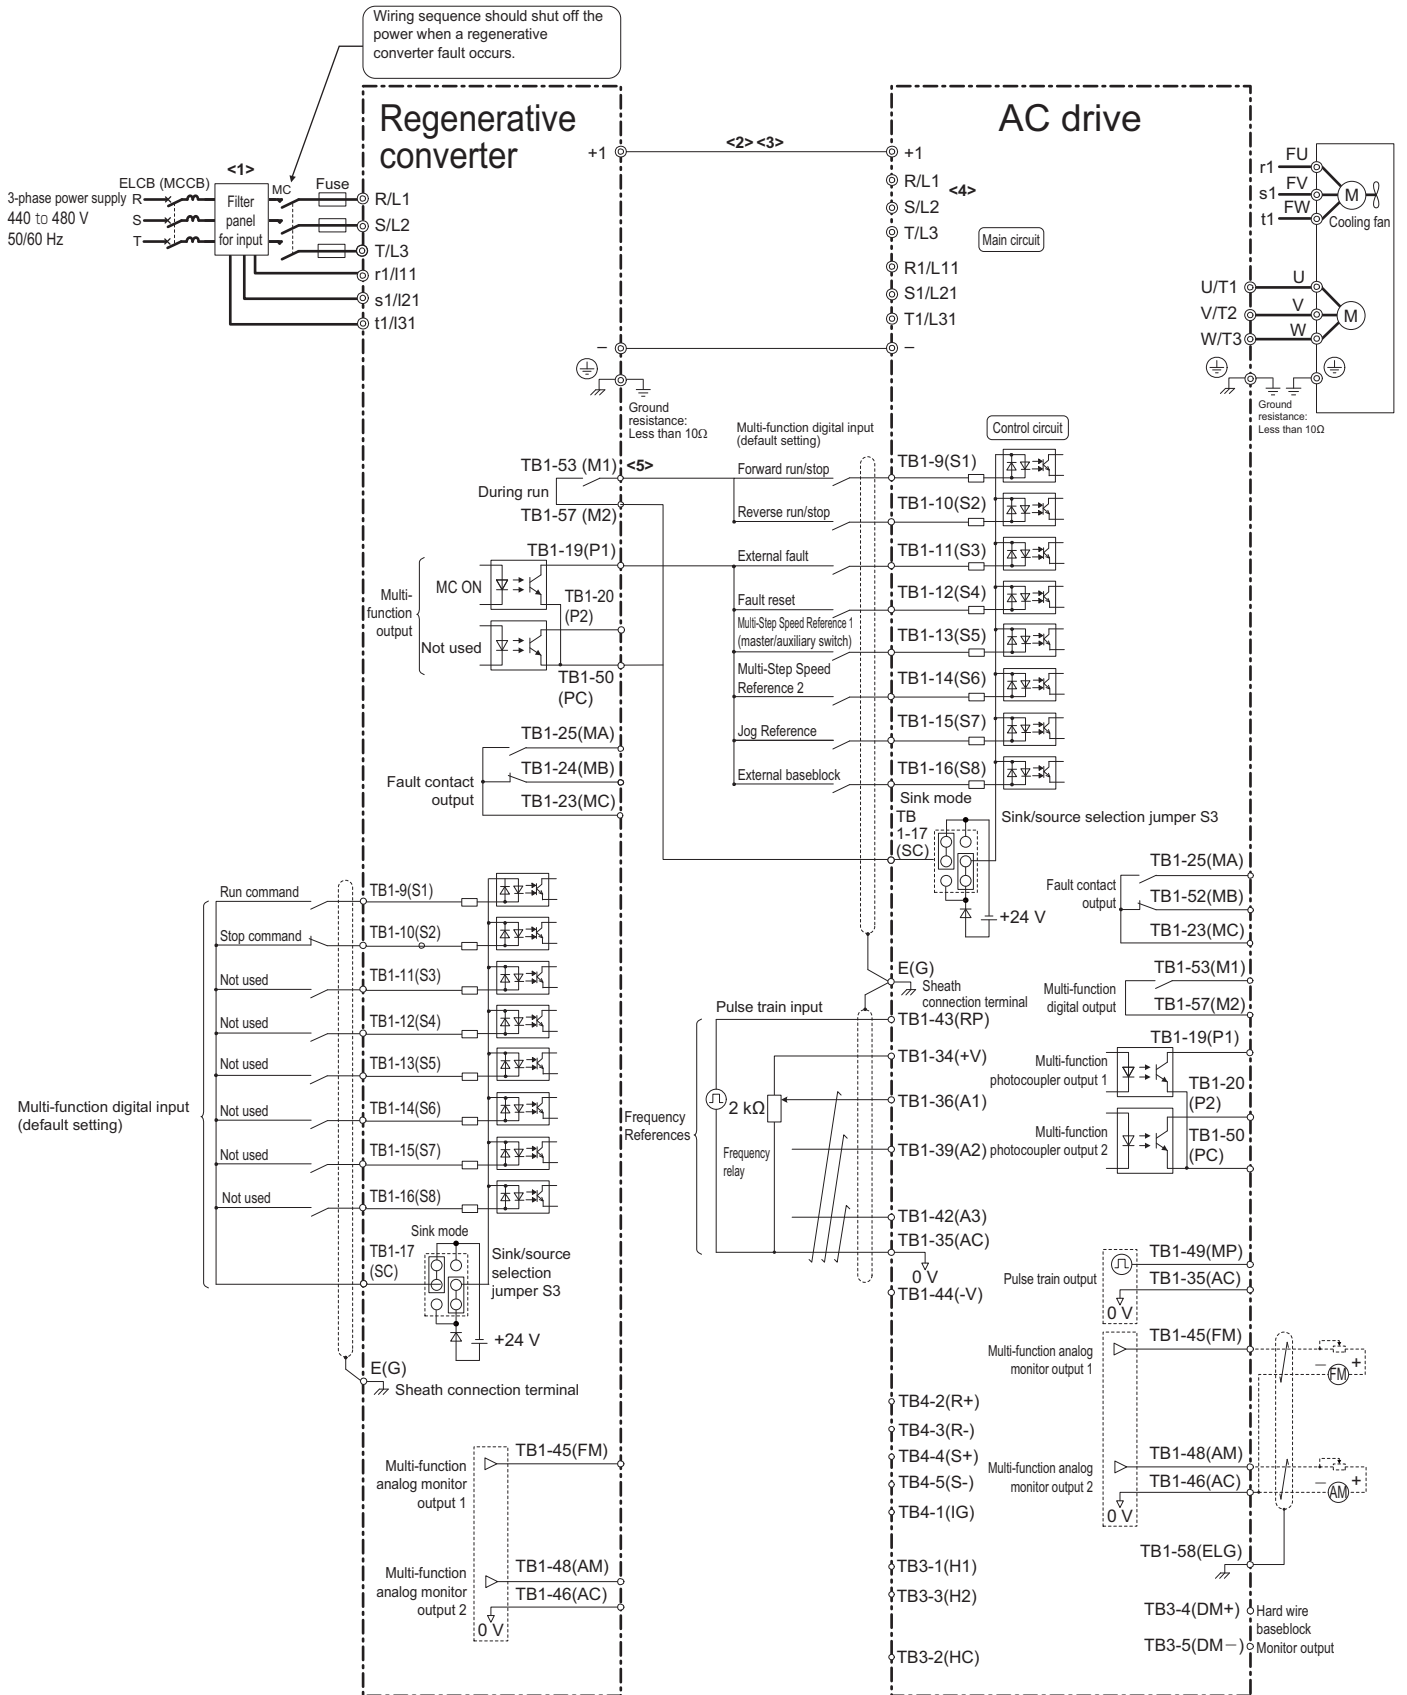 Wiring sequence should shut off the
power when a regenerative
converter fault occurs.
Regenerative
converter
AC drive
+1
<2> <3>
+1
R/L1
<4>
S/L2
T/L3
Main circuit
R1/L11
S1/L21
T1/L31
–
–
<1>
ELCB (MCCB)
MC
Fuse
3-phase power supply
440 to 480 V
50/60 Hz
R
S
T
Filter
panel
for input
R/L1
S/L2
T/L3
r1/l11
s1/l21
t1/l31
r1
FU
s1
FV
t1
FW
M
Cooling fan
U/T1
U
V/T2
V
M
W/T3
W
Ground
resistance:
Less than 10Ω
Ground
resistance:
Less than 10Ω
Multi-function digital input
(default setting)
Control circuit
TB1-53 (M1)
<5>
During run
TB1-57 (M2)
Forward run/stop
TB1-9(S1)
Reverse run/stop
TB1-10(S2)
External fault
TB1-11(S3)
Fault reset
TB1-12(S4)
Multi-Step Speed Reference 1
(master/auxiliary switch)
TB1-13(S5)
Multi-Step Speed
Reference 2
TB1-14(S6)
Jog Reference
TB1-15(S7)
External baseblock
TB1-16(S8)
TB1-19(P1)
MC ON
TB1-20
(P2)
Multi-
function
output
Not used
TB1-50
(PC)
TB1-25(MA)
TB1-24(MB)
Fault contact
output
TB1-23(MC)
Sink mode
TB
1-17
(SC)
Sink/source selection jumper S3
+24 V
TB1-25(MA)
Fault contact
output
TB1-52(MB)
TB1-23(MC)
TB1-53(M1)
Multi-function
digital output
TB1-57(M2)
TB1-19(P1)
Multi-function
photocoupler output 1
TB1-20
(P2)
Multi-function
photocoupler output 2
TB1-50
(PC)
Run command
TB1-9(S1)
Stop command
TB1-10(S2)
Not used
TB1-11(S3)
Not used
TB1-12(S4)
Not used
TB1-13(S5)
Not used
TB1-14(S6)
Not used
TB1-15(S7)
Not used
TB1-16(S8)
Multi-function digital input
(default setting)
Sink mode
TB1-17
(SC)
Sink/source
selection
jumper S3
+24 V
E(G)
Sheath connection terminal
E(G)
Sheath
connection terminal
Pulse train input
TB1-43(RP)
TB1-34(+V)
2 kΩ
TB1-36(A1)
Frequency
References
Frequency
relay
TB1-39(A2)
TB1-42(A3)
TB1-35(AC)
0 V
TB1-44(-V)
TB1-49(MP)
Pulse train output
TB1-35(AC)
0 V
TB1-45(FM)
Multi-function analog
monitor output 1
–
FM
+
TB1-48(AM)
Multi-function analog
monitor output 2
TB1-46(AC)
0 V
–
AM
+
TB1-58(ELG)
TB4-2(R+)
TB4-3(R-)
TB4-4(S+)
TB4-5(S-)
TB4-1(IG)
TB3-1(H1)
TB3-3(H2)
TB3-2(HC)
TB3-4(DM+)
TB3-5(DM−)
Hard wire
baseblock
Monitor output
TB1-45(FM)
Multi-function
analog monitor
output 1
TB1-48(AM)
Multi-function
analog monitor
output 2
TB1-46(AC)
0 V